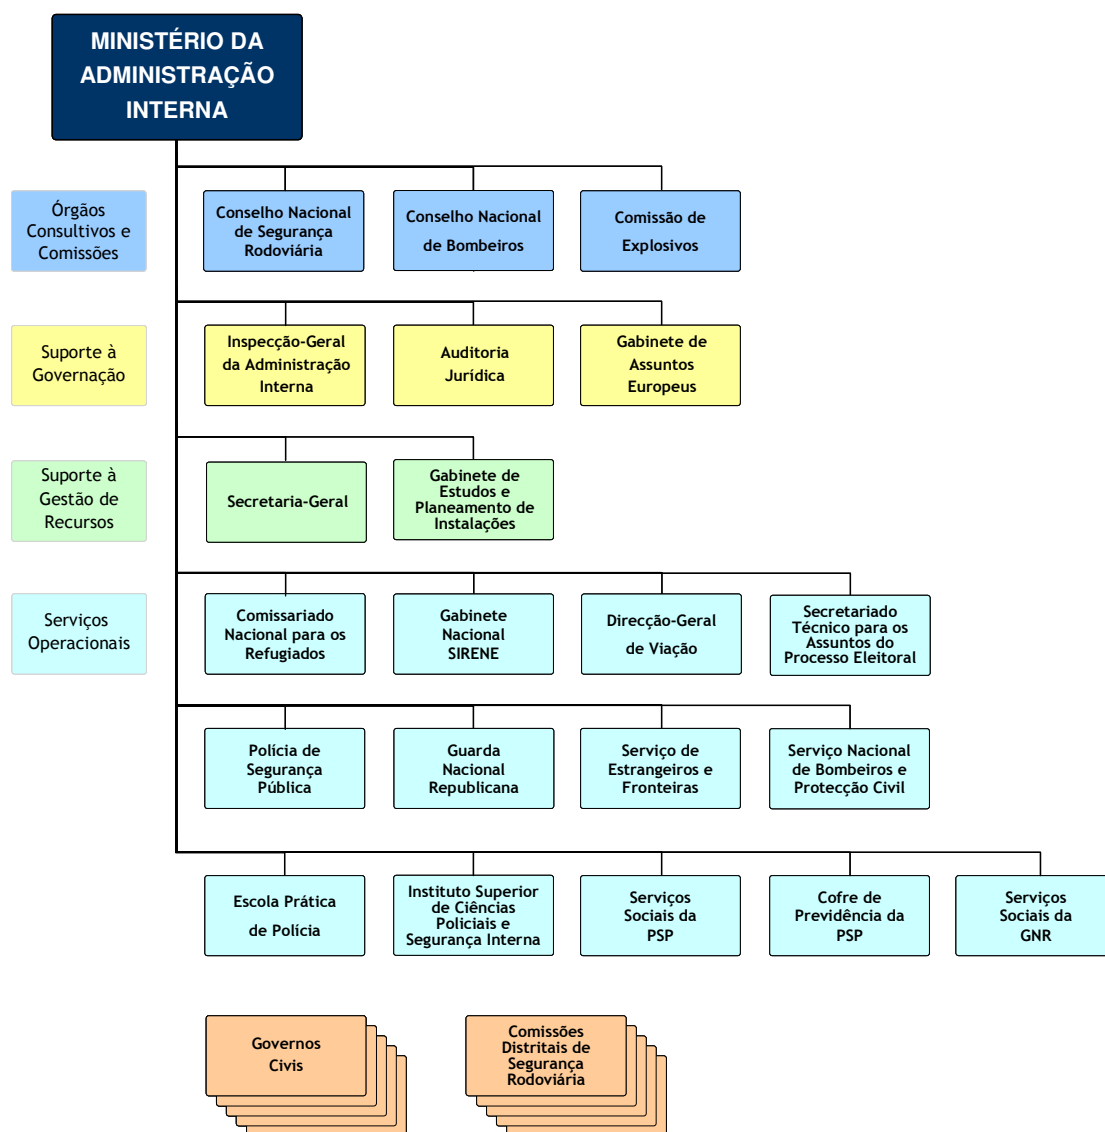 MINISTÉRIO DA
ADMINISTRAÇÃO
INTERNA
Órgãos
Consultivos e
Comissões
Conselho Nacional
de Segurança
Rodoviária
Conselho Nacional
de Bombeiros
Comissão de
Explosivos
Suporte à
Governação
Inspecção-Geral
da Administração
Interna
Auditoria
Jurídica
Gabinete de
Assuntos
Europeus
Suporte à
Gestão de
Recursos
Secretaria-Geral
Gabinete de
Estudos e
Planeamento de
Instalações
Serviços
Operacionais
Comissariado
Nacional para os
Refugiados
Gabinete
Nacional
SIRENE
Direcção-Geral
de Viação
Secretariado
Técnico para os
Assuntos do
Processo Eleitoral
Polícia de
Segurança
Pública
Guarda
Nacional
Republicana
Serviço de
Estrangeiros e
Fronteiras
Serviço Nacional
de Bombeiros e
Protecção Civil
Escola Prática
de Polícia
Instituto Superior
de Ciências
Policiais e
Segurança Interna
Serviços
Sociais da
PSP
Cofre de
Previdência da
PSP
Serviços
Sociais da
GNR
Governos
Civis
Comissões
Distritais de
Segurança
Rodoviária